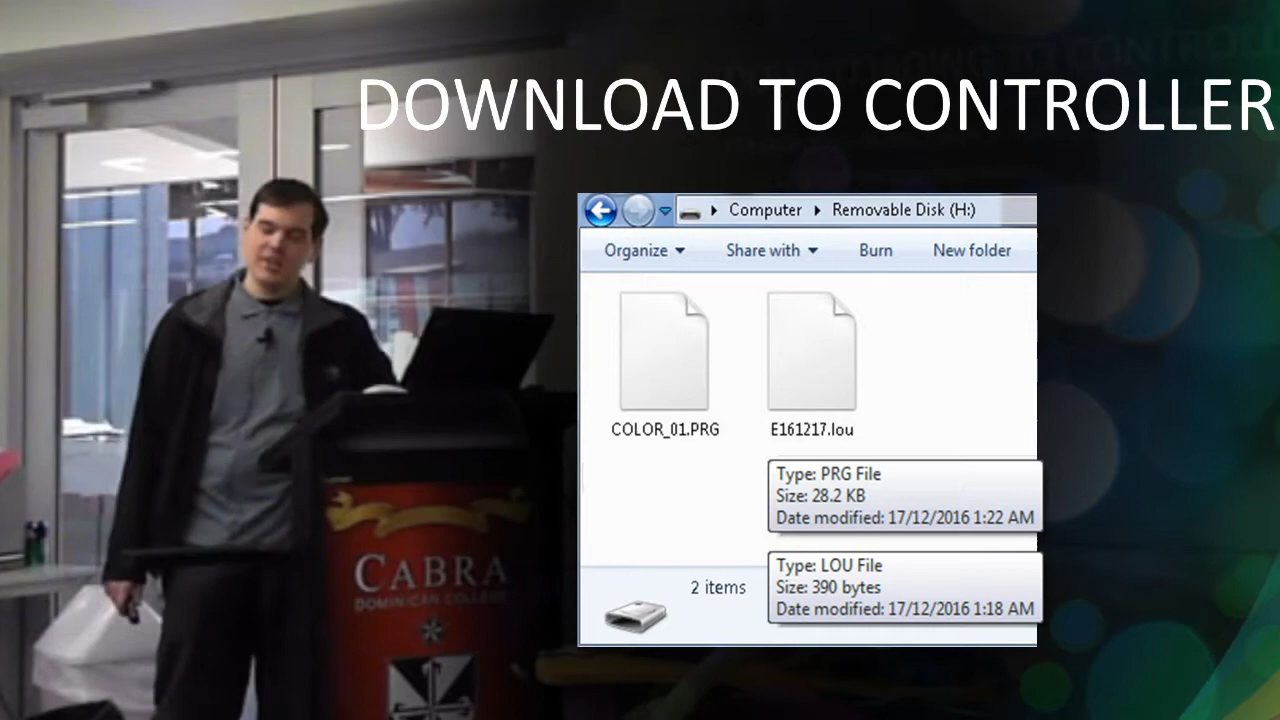 DOWNLOAD TO CONTROLLER
Computer Removable Disk (H:)
Organize Share with Burn New folder
COLOR_01.PRG E161217.lou
Type: PRG File
Size: 28.2 KB
Date modified: 17/12/2016 1:22 AM
Type: LOU File
Size: 390 bytes
Date modified: 17/12/2016 1:18 AM
2 items
CABRA
DOMINICAN COLLEGE